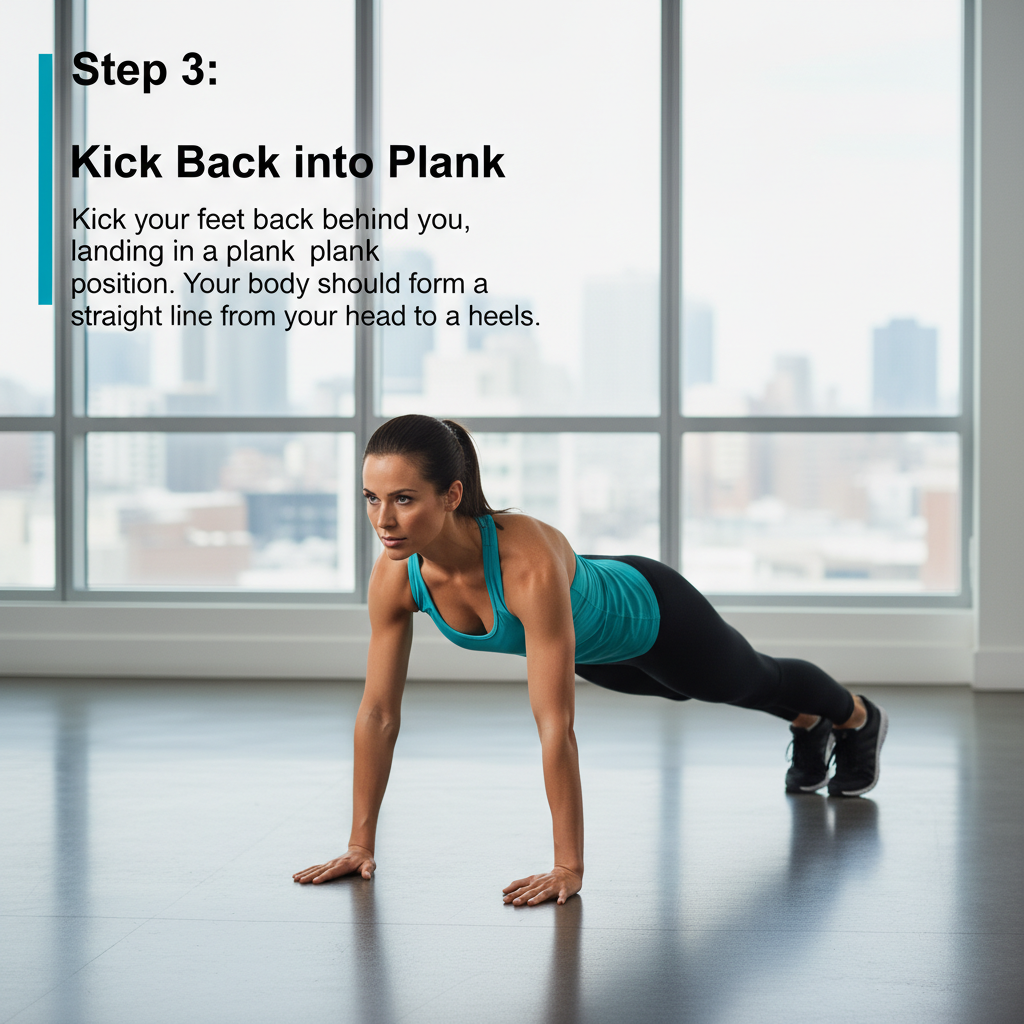 Step 3:
Kick Back into Plank
Kick your feet back behind you,
landing in a plank  plank
position. Your body should form a
straight line from your head to a heels.